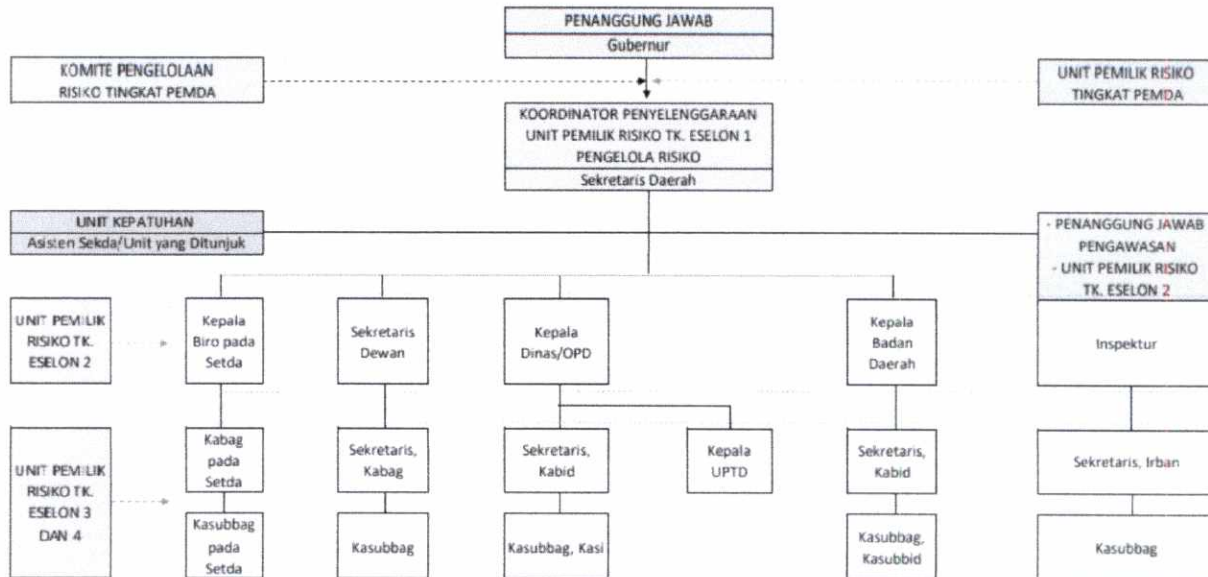 PENANGGUNG JAWAB
Gubernur
KOMITE PENGELOLAAN
RISIKO TINGKAT PEMDA
UNIT PEMILIK RISIKO
TINGKAT PEMDA
KOORDINATOR PENYELENGGARAAN
UNIT PEMILIK RISIKO TK. ESELON 1
PENGELOLA RISIKO
Sekretaris Daerah
UNIT KEPATUHAN
Asisten Sekda/Unit yang Ditunjuk
- PENANGGUNG JAWAB
PENGAWASAN
- UNIT PEMILIK RISIKO
TK. ESELON 2
Inspektur
UNIT PEMILIK
RISIKO TK.
ESELON 2
Kepala
Biro pada
Setda
Sekretaris
Dewan
Kepala
Dinas/OPD
Kepala
Badan
Daerah
UNIT PEMILIK
RISIKO TK.
ESELON 3
DAN 4
Kabag
pada
Setda
Sekretaris,
Kabag
Sekretaris,
Kabid
Kepala
UPTD
Sekretaris,
Kabid
Sekretaris, Irban
Kasubbag
pada
Setda
Kasubbag
Kasubbag, Kasi
Kasubbag,
Kasubbid
Kasubbag